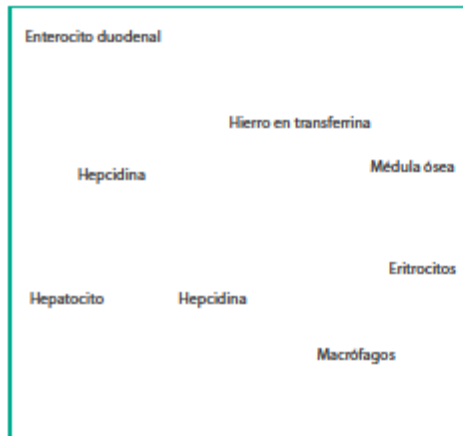 Enterocito duodenal
Hierro en transferrina
Médula ósea
Hepcidina
Eritrocitos
Hepatocito
Hepcidina
Macrófagos